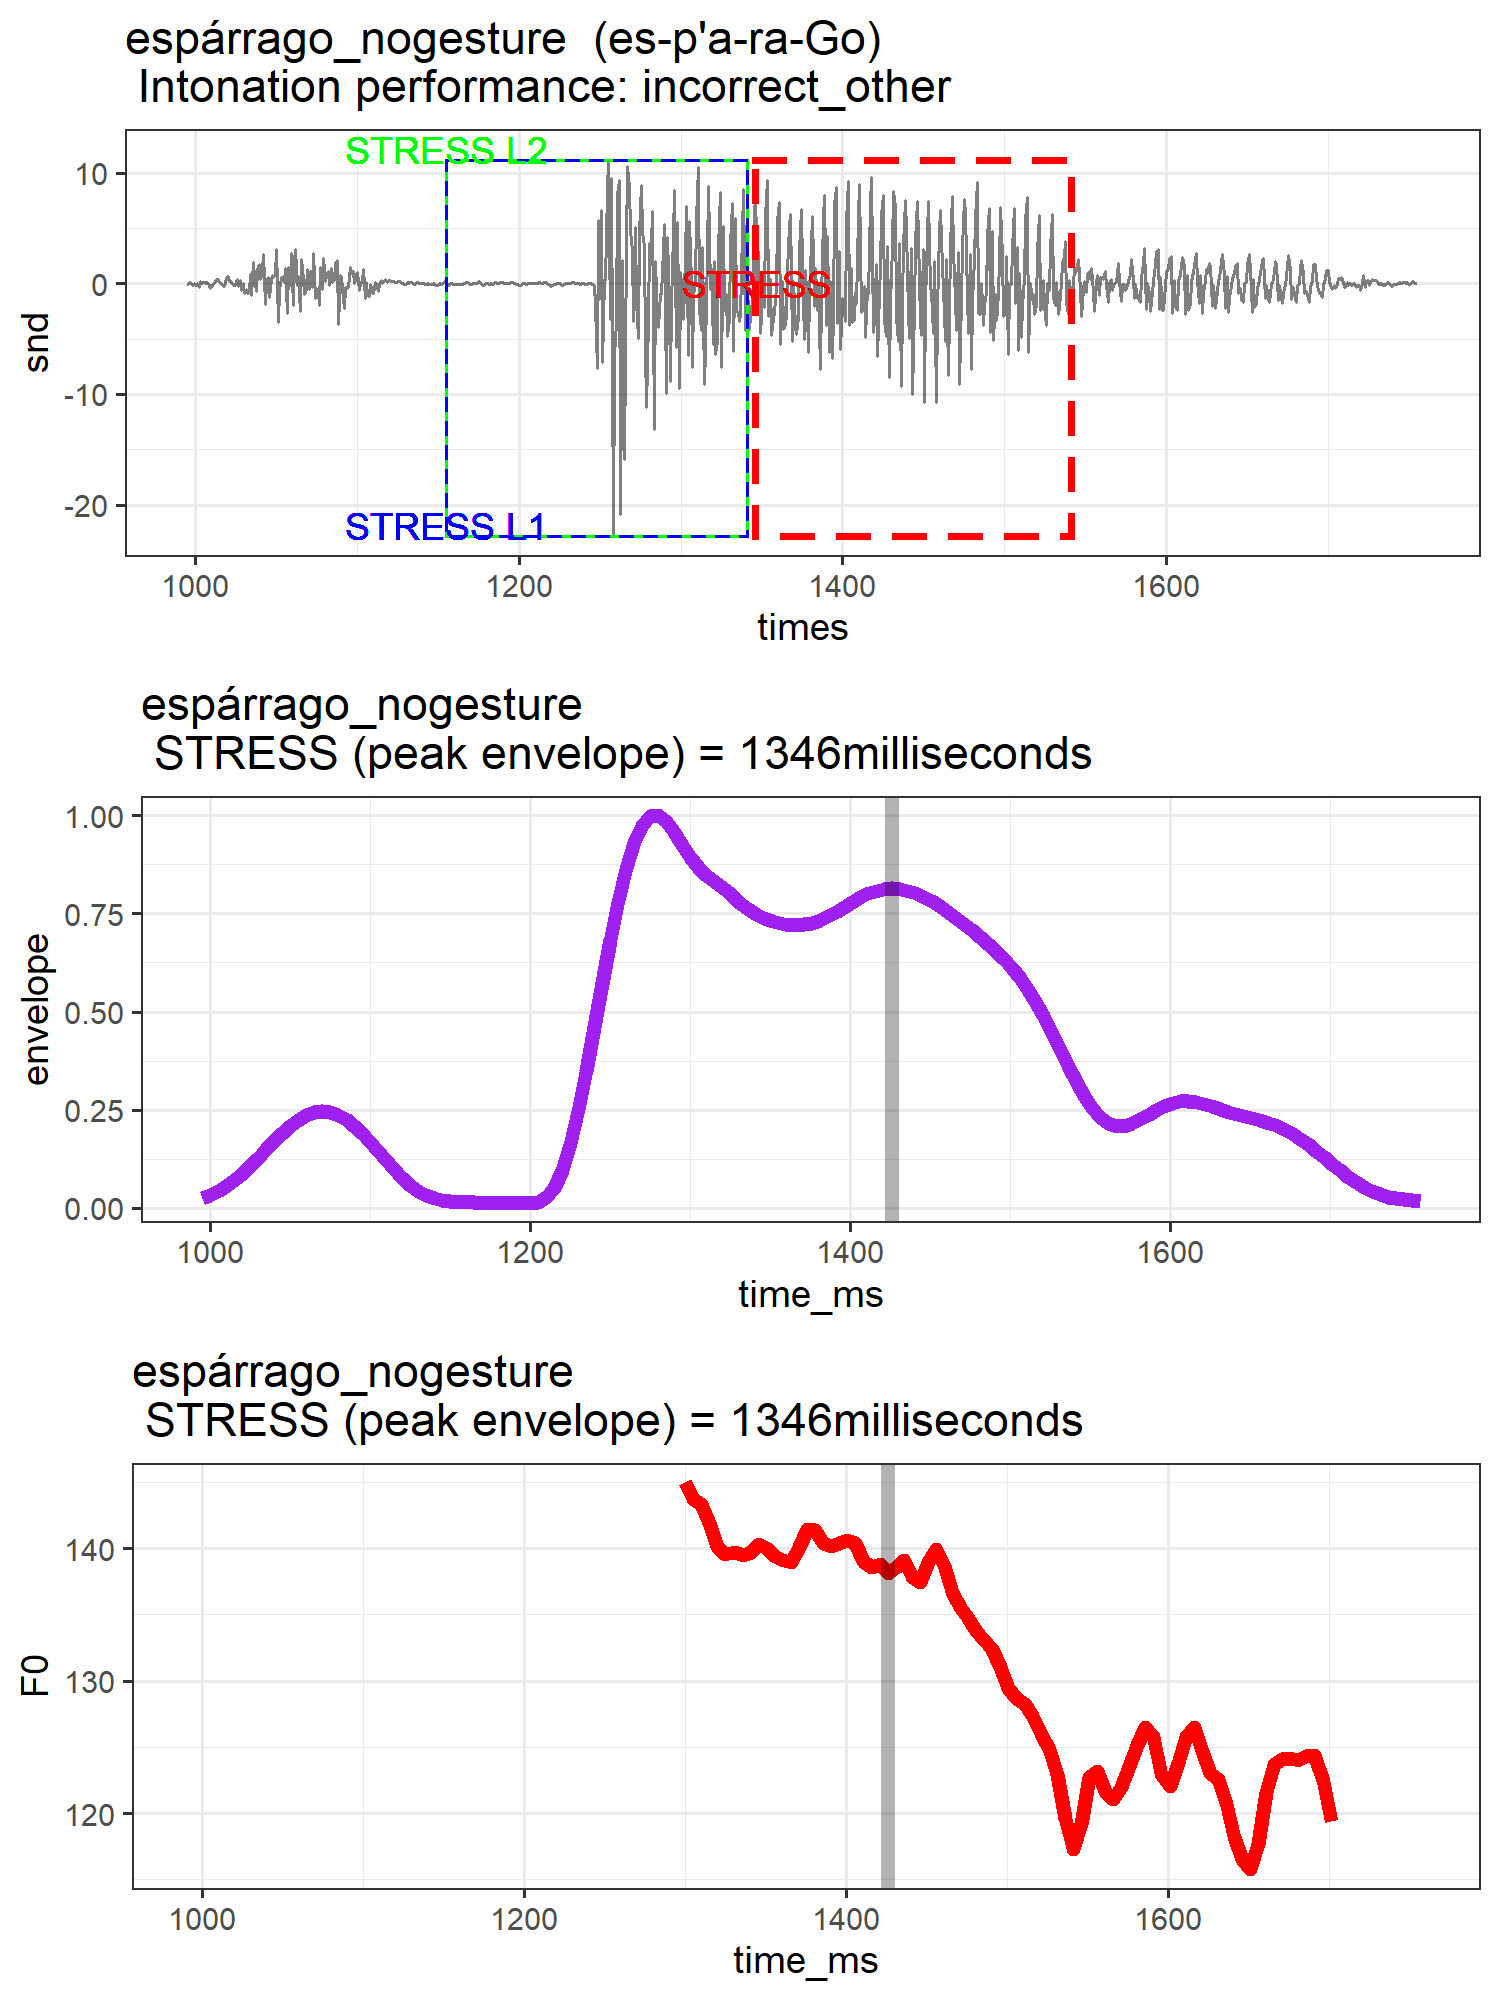 espárrago_nogesture  (es-p'a-ra-Go)
Intonation performance: incorrect_other
STRESS L2
10
0
STRESS
snd
-10
-20
STRESS L1
1000 1200 1400 1600
times
espárrago_nogesture
STRESS (peak envelope) = 1346milliseconds
1.00
0.75
envelope
0.50
0.25
0.00
1000 1200 1400 1600
time_ms
espárrago_nogesture
STRESS (peak envelope) = 1346milliseconds
140
F0
130
120
1000 1200 1400 1600
time_ms